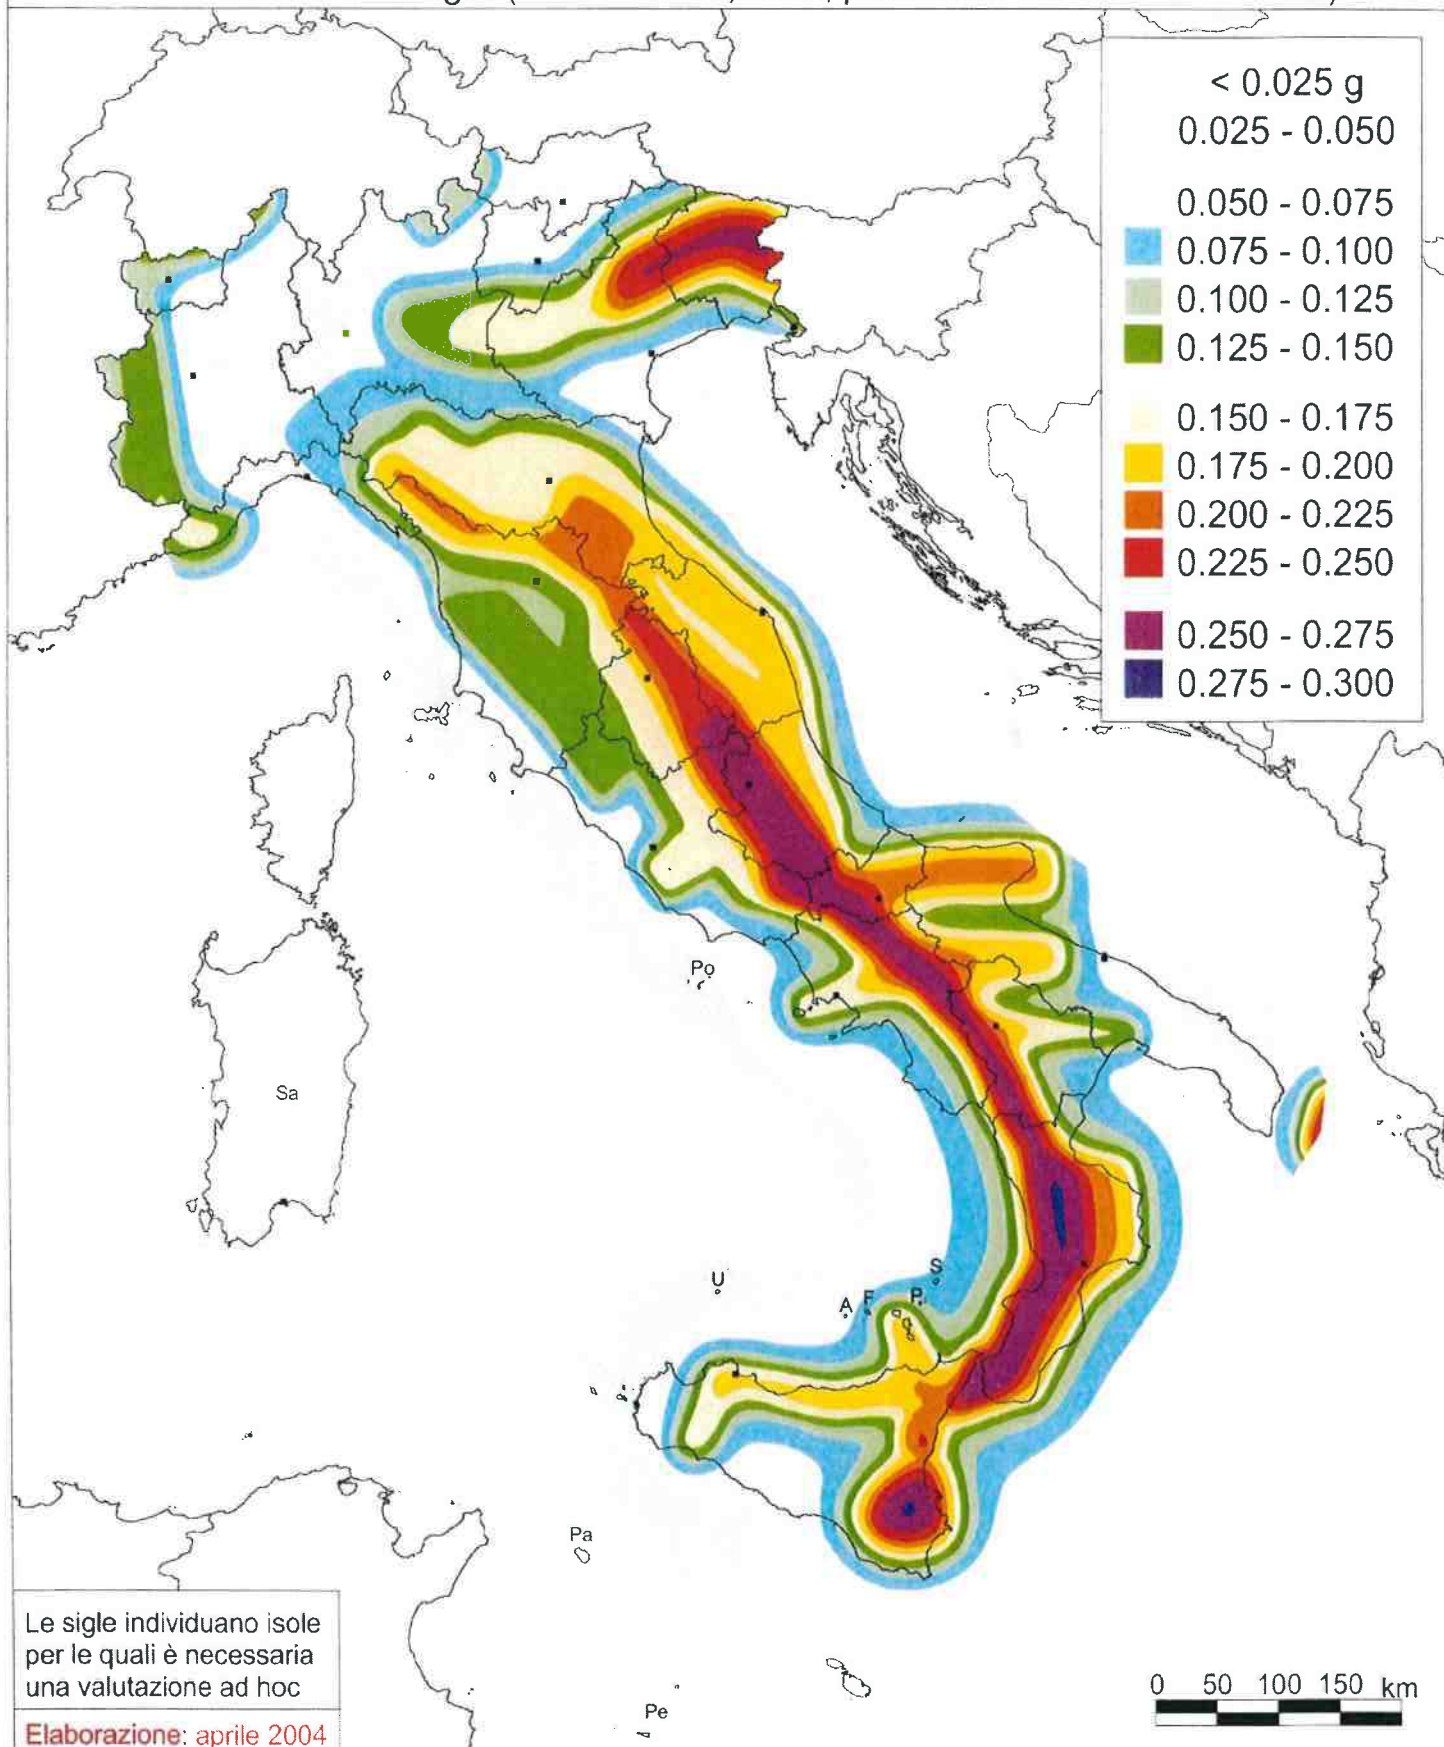 < 0.025 g
0.025 - 0.050
0.050 - 0.075
0.075 - 0.100
0.100 - 0.125
0.125 - 0.150
0.150 - 0.175
0.175 - 0.200
0.200 - 0.225
0.225 - 0.250
0.250 - 0.275
0.275 - 0.300
Po
Sa
U
A
F
P
S
Pa
Pe
Le sigle individuano isole
per le quali è necessaria
una valutazione ad hoc
Elaborazione: aprile 2004
0 50 100 150 km